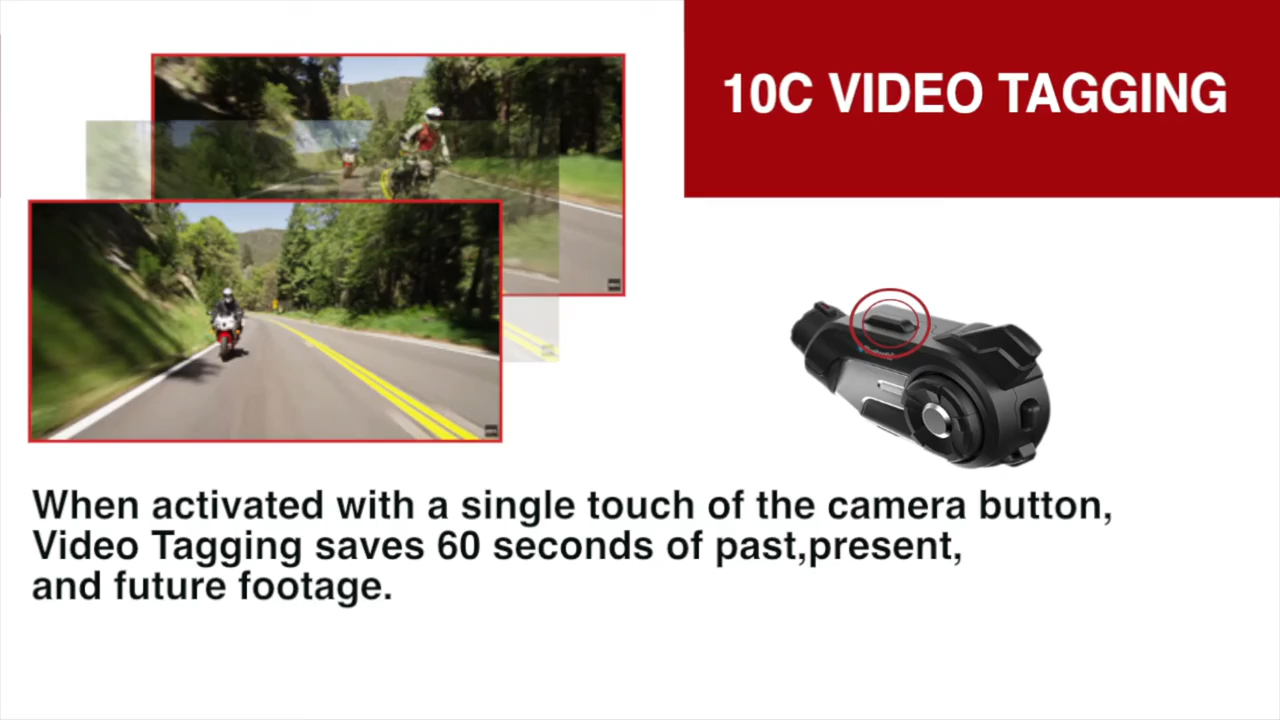 10C VIDEO TAGGING
When activated with a single touch of the camera button,
Video Tagging saves 60 seconds of past,present,
and future footage.